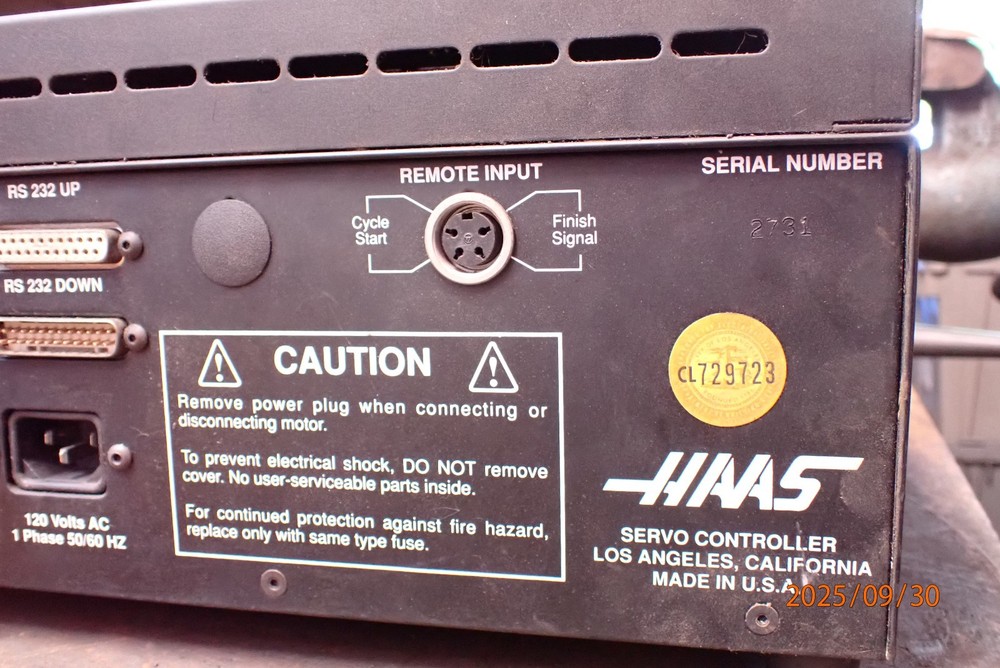 RS 232 UP
REMOTE INPUT
SERIAL NUMBER
Cycle
Start
Finish
Signal
2731
RS 232 DOWN
CAUTION
Remove power plug when connecting or
disconnecting motor.
To prevent electrical shock, DO NOT remove
cover. No user-serviceable parts inside.
For continued protection against fire hazard,
replace only with same type fuse.
120 Volts AC
1 Phase 50/60 HZ
CL729723
HAAS
SERVO CONTROLLER
LOS ANGELES, CALIFORNIA
MADE IN U.S.A.
2025/09/30